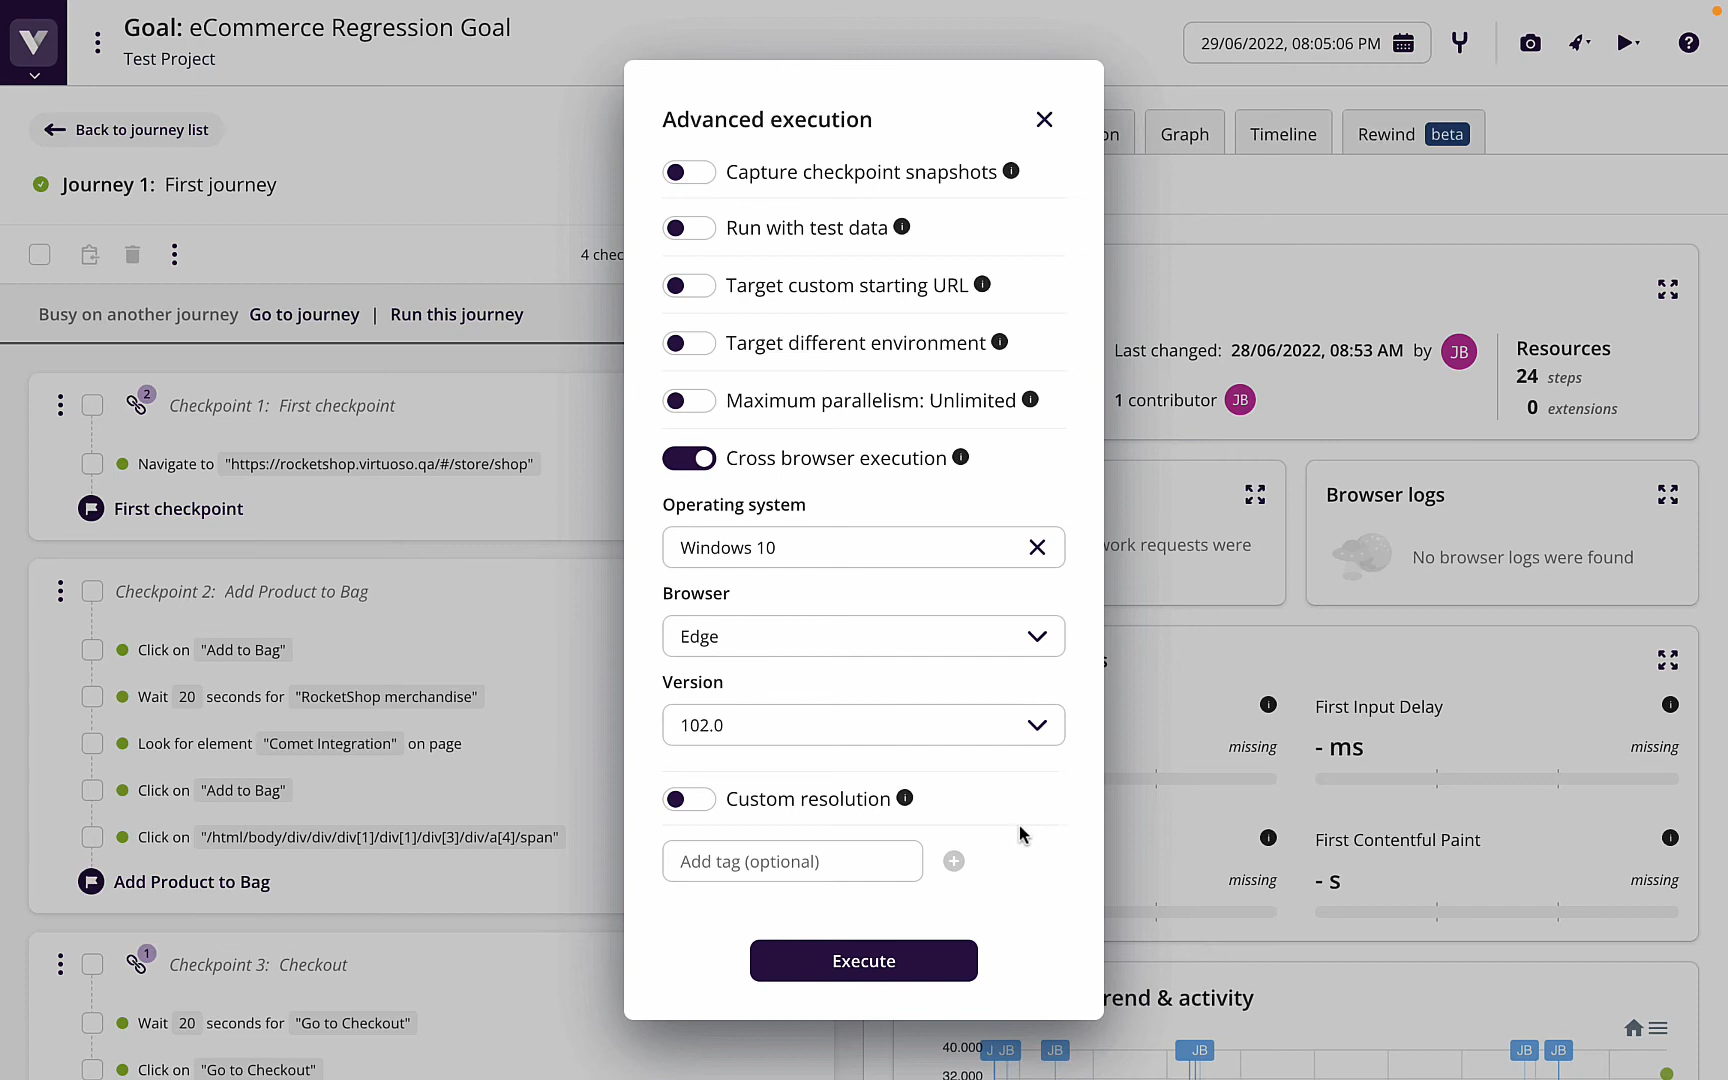 Goal: eCommerce Regression Goal
Test Project
29/06/2022, 08:05:06 PM
Back to journey list
Journey 1: First journey
4 chec
Busy on another journey Go to journey | Run this journey
2
Checkpoint 1: First checkpoint
Navigate to "https://rocketshop.virtuoso.qa/#/store/shop"
First checkpoint
Checkpoint 2: Add Product to Bag
Click on "Add to Bag"
Wait 20 seconds for "RocketShop merchandise"
Look for element "Comet Integration" on page
Click on "Add to Bag"
Click on "/html/body/div/div/div[1]/div[1]/div[3]/div/a[4]/span"
Add Product to Bag
1
Checkpoint 3: Checkout
Wait 20 seconds for "Go to Checkout"
Click on "Go to Checkout"
Advanced execution
Capture checkpoint snapshots
Run with test data
Target custom starting URL
Target different environment
Maximum parallelism: Unlimited
Cross browser execution
Operating system
Windows 10
Browser
Edge
Version
102.0
Custom resolution
Add tag (optional)
Execute
on
Graph
Timeline
Rewind beta
Last changed: 28/06/2022, 08:53 AM by JB
1 contributor JB
Resources
24 steps
0 extensions
work requests were
Browser logs
No browser logs were found
s
missing
First Input Delay
- ms
missing
missing
First Contentful Paint
- s
missing
rend & activity
40.000
J JB
JB
JB
JB
JB
32.000